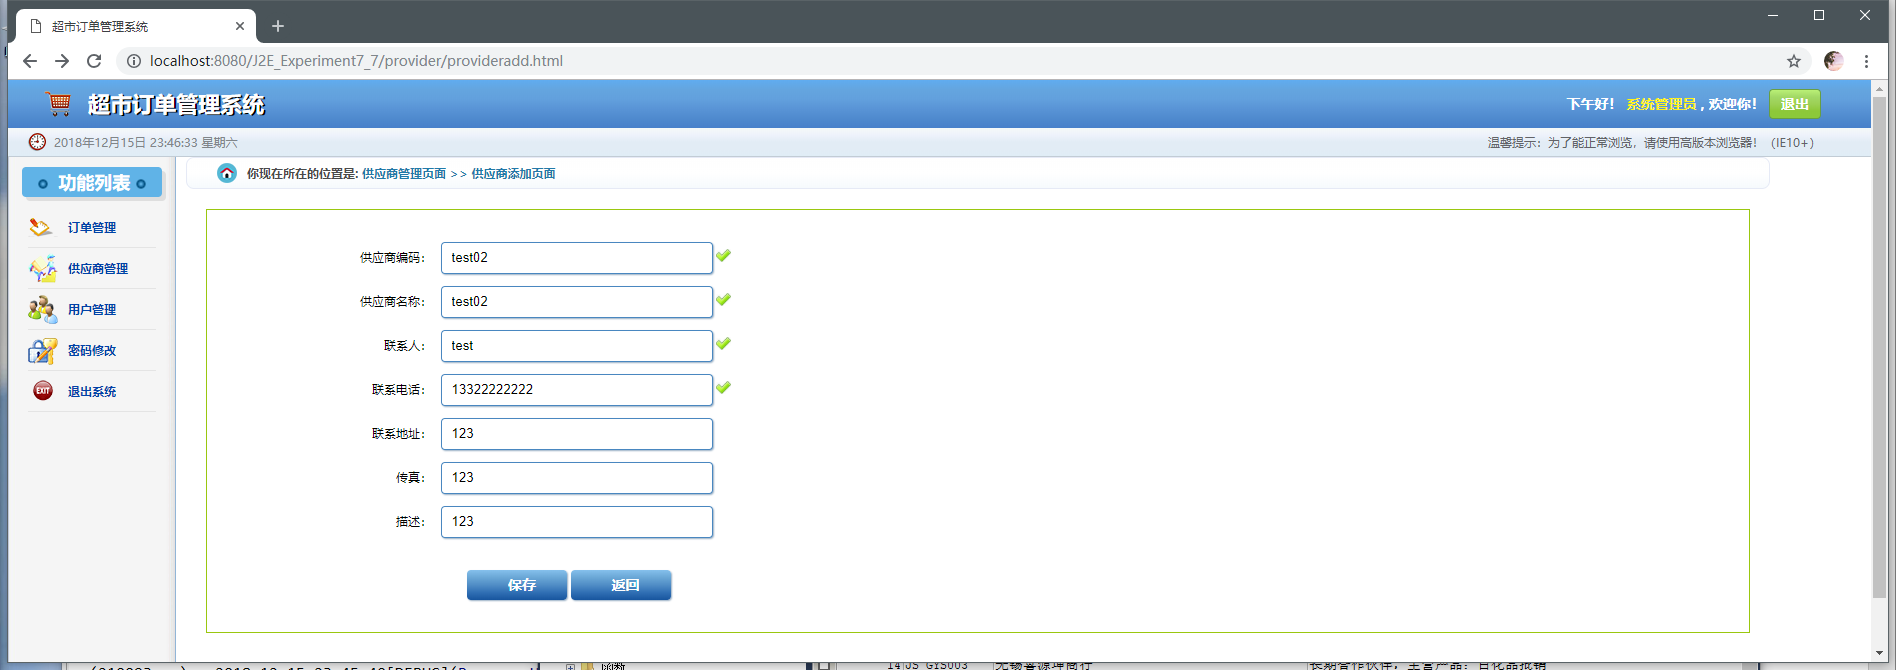 超市订单管理系统
localhost:8080/J2E_Experiment7_7/provider/provideradd.html
超市订单管理系统
下午好！ 系统管理员 , 欢迎你！ 退出
2018年12月15日 23:46:33 星期六
温馨提示：为了能正常浏览，请使用高版本浏览器！ (IE10+)
功能列表
你现在所在的位置是: 供应商管理页面 >> 供应商添加页面
订单管理
供应商管理
用户管理
密码修改
EXIT 退出系统
供应商编码： test02
供应商名称： test02
联系人： test
联系电话： 13322222222
联系地址： 123
传真： 123
描述： 123
保存 返回